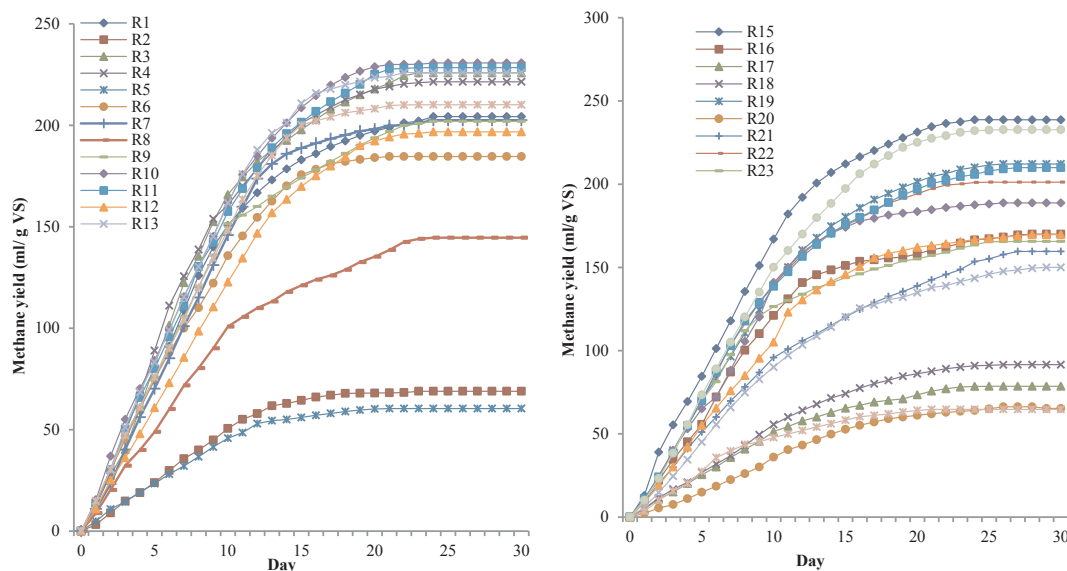 250
200
150
100
50
0
Methane yield (ml/g VS)
R1
R2
R3
R4
R5
R6
R7
R8
R9
R10
R11
R12
R13
0 5 10 15 20 25 30
Day
300
250
200
150
100
50
0
Methane yield (ml/g VS)
R15
R16
R17
R18
R19
R20
R21
R22
R23
0 5 10 15 20 25 30
Day